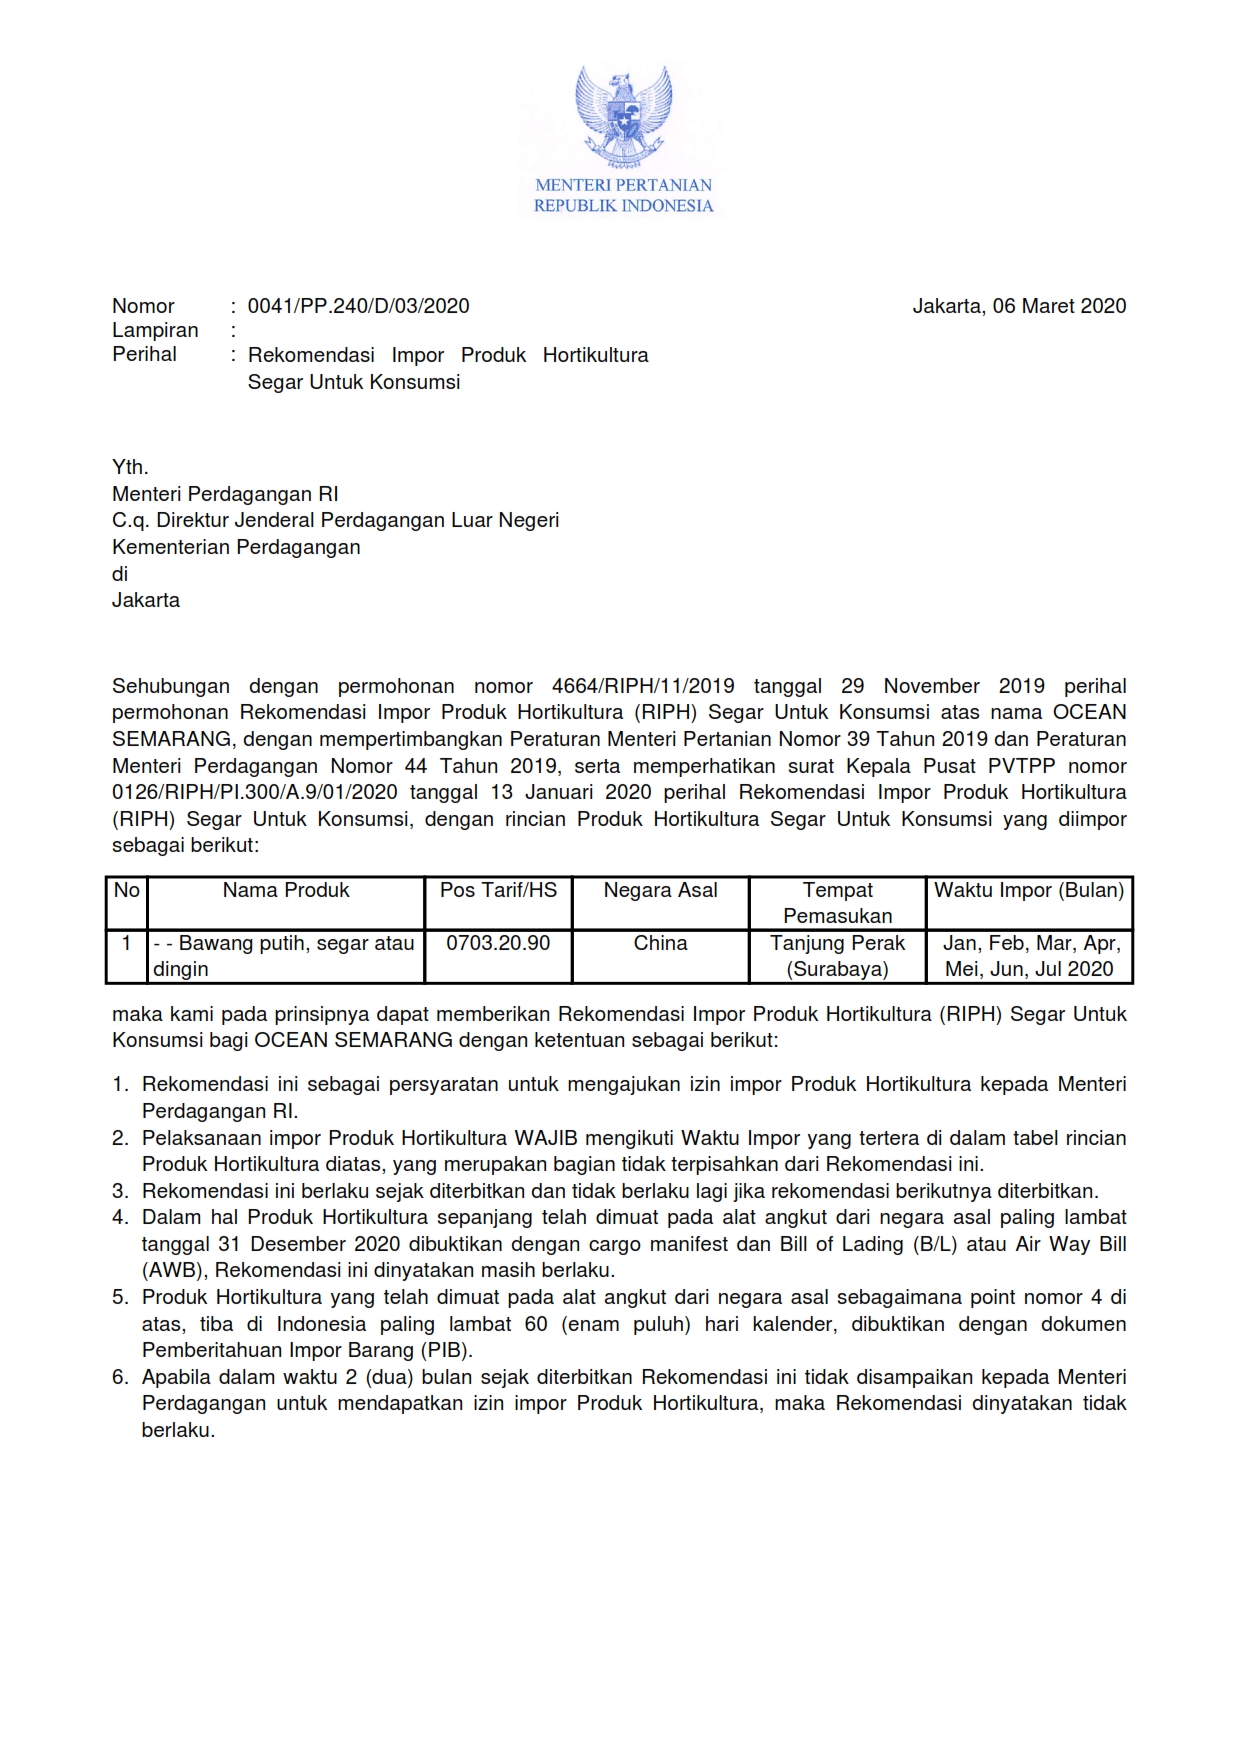 MENTERI PERTANIAN
REPUBLIK INDONESIA
Nomor : 0041/PP.240/D/03/2020 Jakarta, 06 Maret 2020
Lampiran :
Perihal : Rekomendasi Impor Produk Hortikultura
Segar Untuk Konsumsi
Yth.
Menteri Perdagangan RI
C.q. Direktur Jenderal Perdagangan Luar Negeri
Kementerian Perdagangan
di
Jakarta
Sehubungan dengan permohonan nomor 4664/RIPH/11/2019 tanggal 29 November 2019 perihal
permohonan Rekomendasi Impor Produk Hortikultura (RIPH) Segar Untuk Konsumsi atas nama OCEAN
SEMARANG, dengan mempertimbangkan Peraturan Menteri Pertanian Nomor 39 Tahun 2019 dan Peraturan
Menteri Perdagangan Nomor 44 Tahun 2019, serta memperhatikan surat Kepala Pusat PVTPP nomor
0126/RIPH/PI.300/A.9/01/2020 tanggal 13 Januari 2020 perihal Rekomendasi Impor Produk Hortikultura
(RIPH) Segar Untuk Konsumsi, dengan rincian Produk Hortikultura Segar Untuk Konsumsi yang diimpor
sebagai berikut:
No Nama Produk Pos Tarif/HS Negara Asal Tempat Waktu Impor (Bulan)
Pemasukan
1 - - Bawang putih, segar atau 0703.20.90 China Tanjung Perak Jan, Feb, Mar, Apr,
dingin (Surabaya) Mei, Jun, Jul 2020
maka kami pada prinsipnya dapat memberikan Rekomendasi Impor Produk Hortikultura (RIPH) Segar Untuk
Konsumsi bagi OCEAN SEMARANG dengan ketentuan sebagai berikut:
1. Rekomendasi ini sebagai persyaratan untuk mengajukan izin impor Produk Hortikultura kepada Menteri
Perdagangan RI.
2. Pelaksanaan impor Produk Hortikultura WAJIB mengikuti Waktu Impor yang tertera di dalam tabel rincian
Produk Hortikultura diatas, yang merupakan bagian tidak terpisahkan dari Rekomendasi ini.
3. Rekomendasi ini berlaku sejak diterbitkan dan tidak berlaku lagi jika rekomendasi berikutnya diterbitkan.
4. Dalam hal Produk Hortikultura sepanjang telah dimuat pada alat angkut dari negara asal paling lambat
tanggal 31 Desember 2020 dibuktikan dengan cargo manifest dan Bill of Lading (B/L) atau Air Way Bill
(AWB), Rekomendasi ini dinyatakan masih berlaku.
5. Produk Hortikultura yang telah dimuat pada alat angkut dari negara asal sebagaimana point nomor 4 di
atas, tiba di Indonesia paling lambat 60 (enam puluh) hari kalender, dibuktikan dengan dokumen
Pemberitahuan Impor Barang (PIB).
6. Apabila dalam waktu 2 (dua) bulan sejak diterbitkan Rekomendasi ini tidak disampaikan kepada Menteri
Perdagangan untuk mendapatkan izin impor Produk Hortikultura, maka Rekomendasi dinyatakan tidak
berlaku.